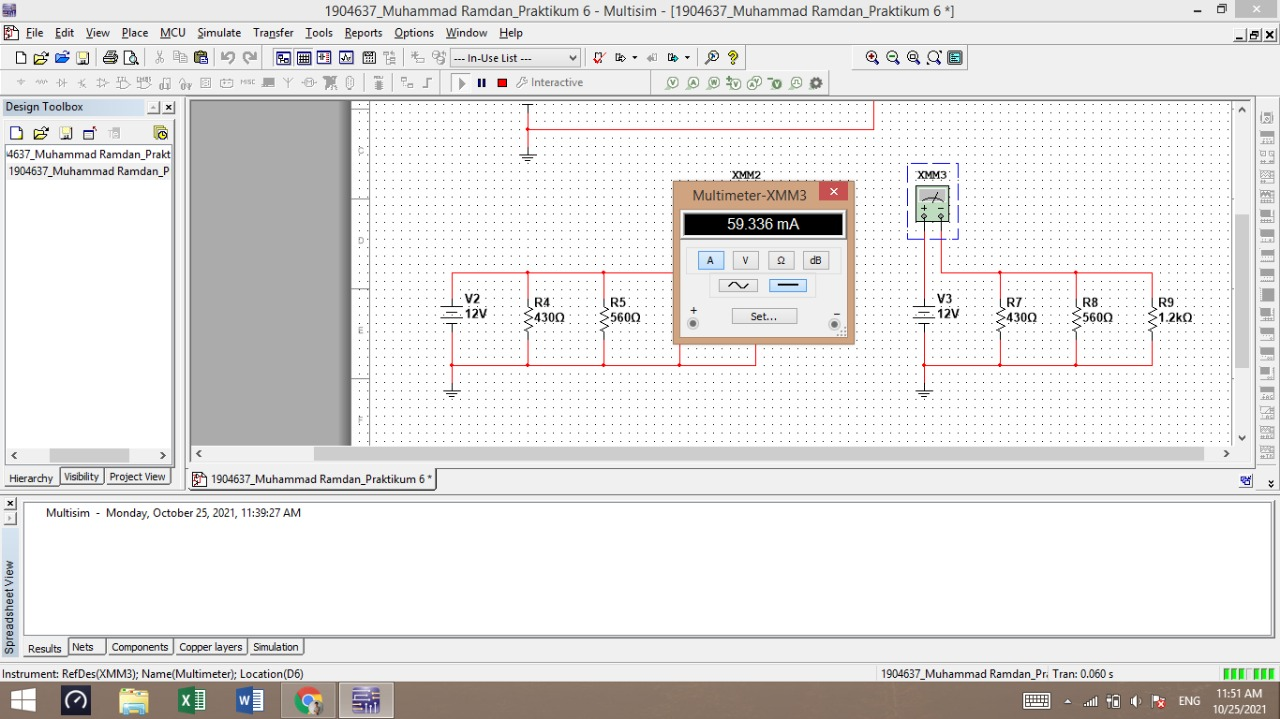 1904637_Muhammad Ramdan_Praktikum 6 - Multisim - [1904637_Muhammad Ramdan_Praktikum 6 *]
File Edit View Place MCU Simulate Transfer Tools Reports Options Window Help
--- In-Use List ---
Interactive
Design Toolbox
4637_Muhammad Ramdan_Prakt
1904637_Muhammad Ramdan_P
Hierarchy Visibility Project View
C
D
E
F
XMM2
XMM3
Multimeter-XMM3
59.336 mA
A V Ω dB
Set...
+ -
V2
12V
R4
430Ω
R5
560Ω
V3
12V
R7
430Ω
R8
560Ω
R9
1.2kΩ
1904637_Muhammad Ramdan_Praktikum 6 *
Multisim - Monday, October 25, 2021, 11:39:27 AM
Spreadsheet View
Results Nets Components Copper layers Simulation
Instrument: RefDes(XMM3); Name(Multimeter); Location(D6)
1904637_Muhammad Ramdan_Pra Tran: 0.060 s
ENG
11:51 AM
10/25/2021